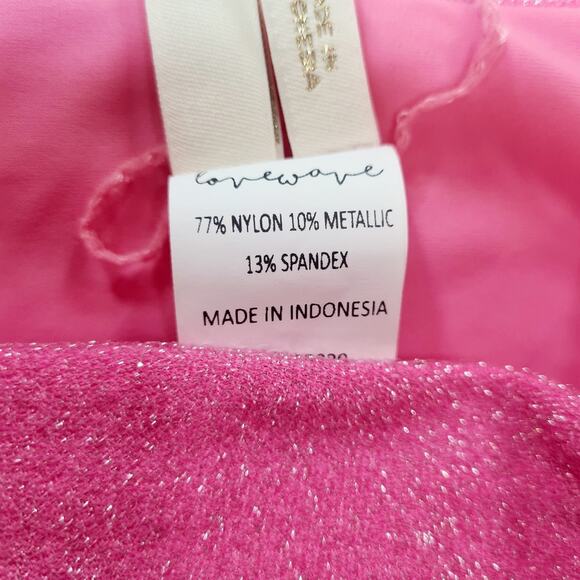 lovewave
77% NYLON 10% METALLIC
13% SPANDEX
MADE IN INDONESIA